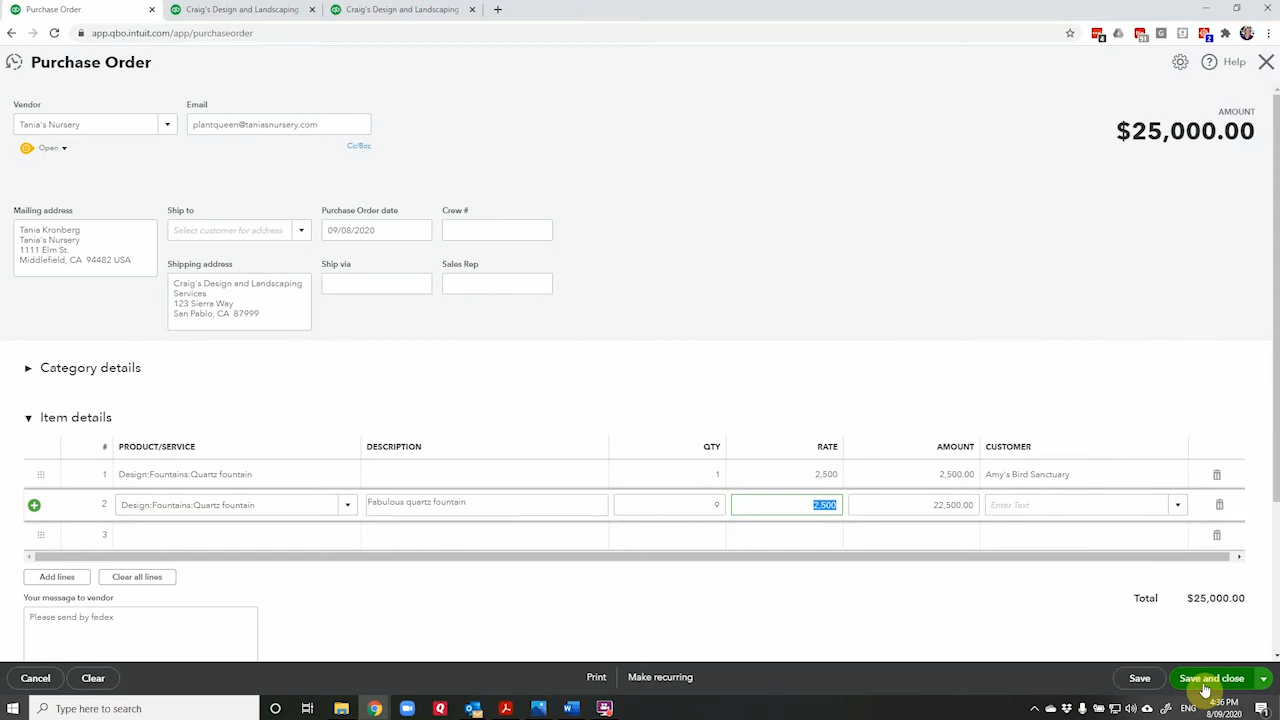 Purchase Order
Craig's Design and Landscaping
Craig's Design and Landscaping
app.qbo.intuit.com/app/purchaseorder
Purchase Order
Help
Vendor
Email
AMOUNT
Tania's Nursery
plantqueen@taniasnursery.com
$25,000.00
Open
Cc/Bcc
Mailing address
Ship to
Purchase Order date
Crew #
Tania Kronberg
Tania's Nursery
1111 Elm St.
Middlefield, CA 94482 USA
Select customer for address
09/08/2020
Shipping address
Ship via
Sales Rep
Craig's Design and Landscaping
Services
123 Sierra Way
San Pablo, CA 87999
Category details
Item details
# PRODUCT/SERVICE DESCRIPTION QTY RATE AMOUNT CUSTOMER
1 Design:Fountains:Quartz fountain 1 2,500 2,500.00 Amy's Bird Sanctuary
2 Design:Fountains:Quartz fountain Fabulous quartz fountain 9 2,500 22,500.00 Enter Text
3
Add lines Clear all lines
Your message to vendor
Total $25,000.00
Please send by fedex
Cancel Clear Print Make recurring Save Save and close
Type here to search
ENG
4:36 PM
8/09/2020